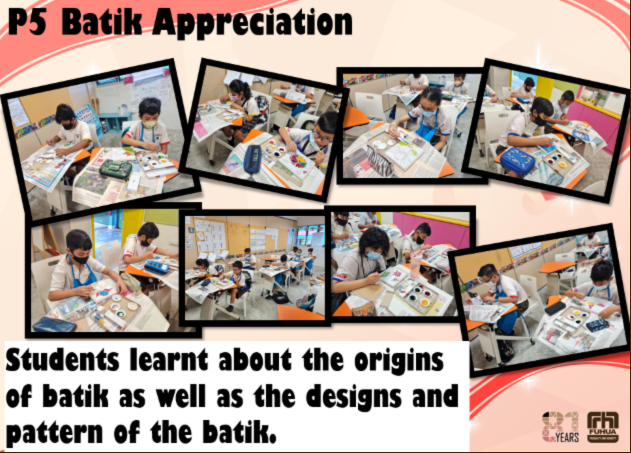 P5 Batik Appreciation
Students learnt about the origins
of batik as well as the designs and
pattern of the batik.
81
YEARS
FUHUA